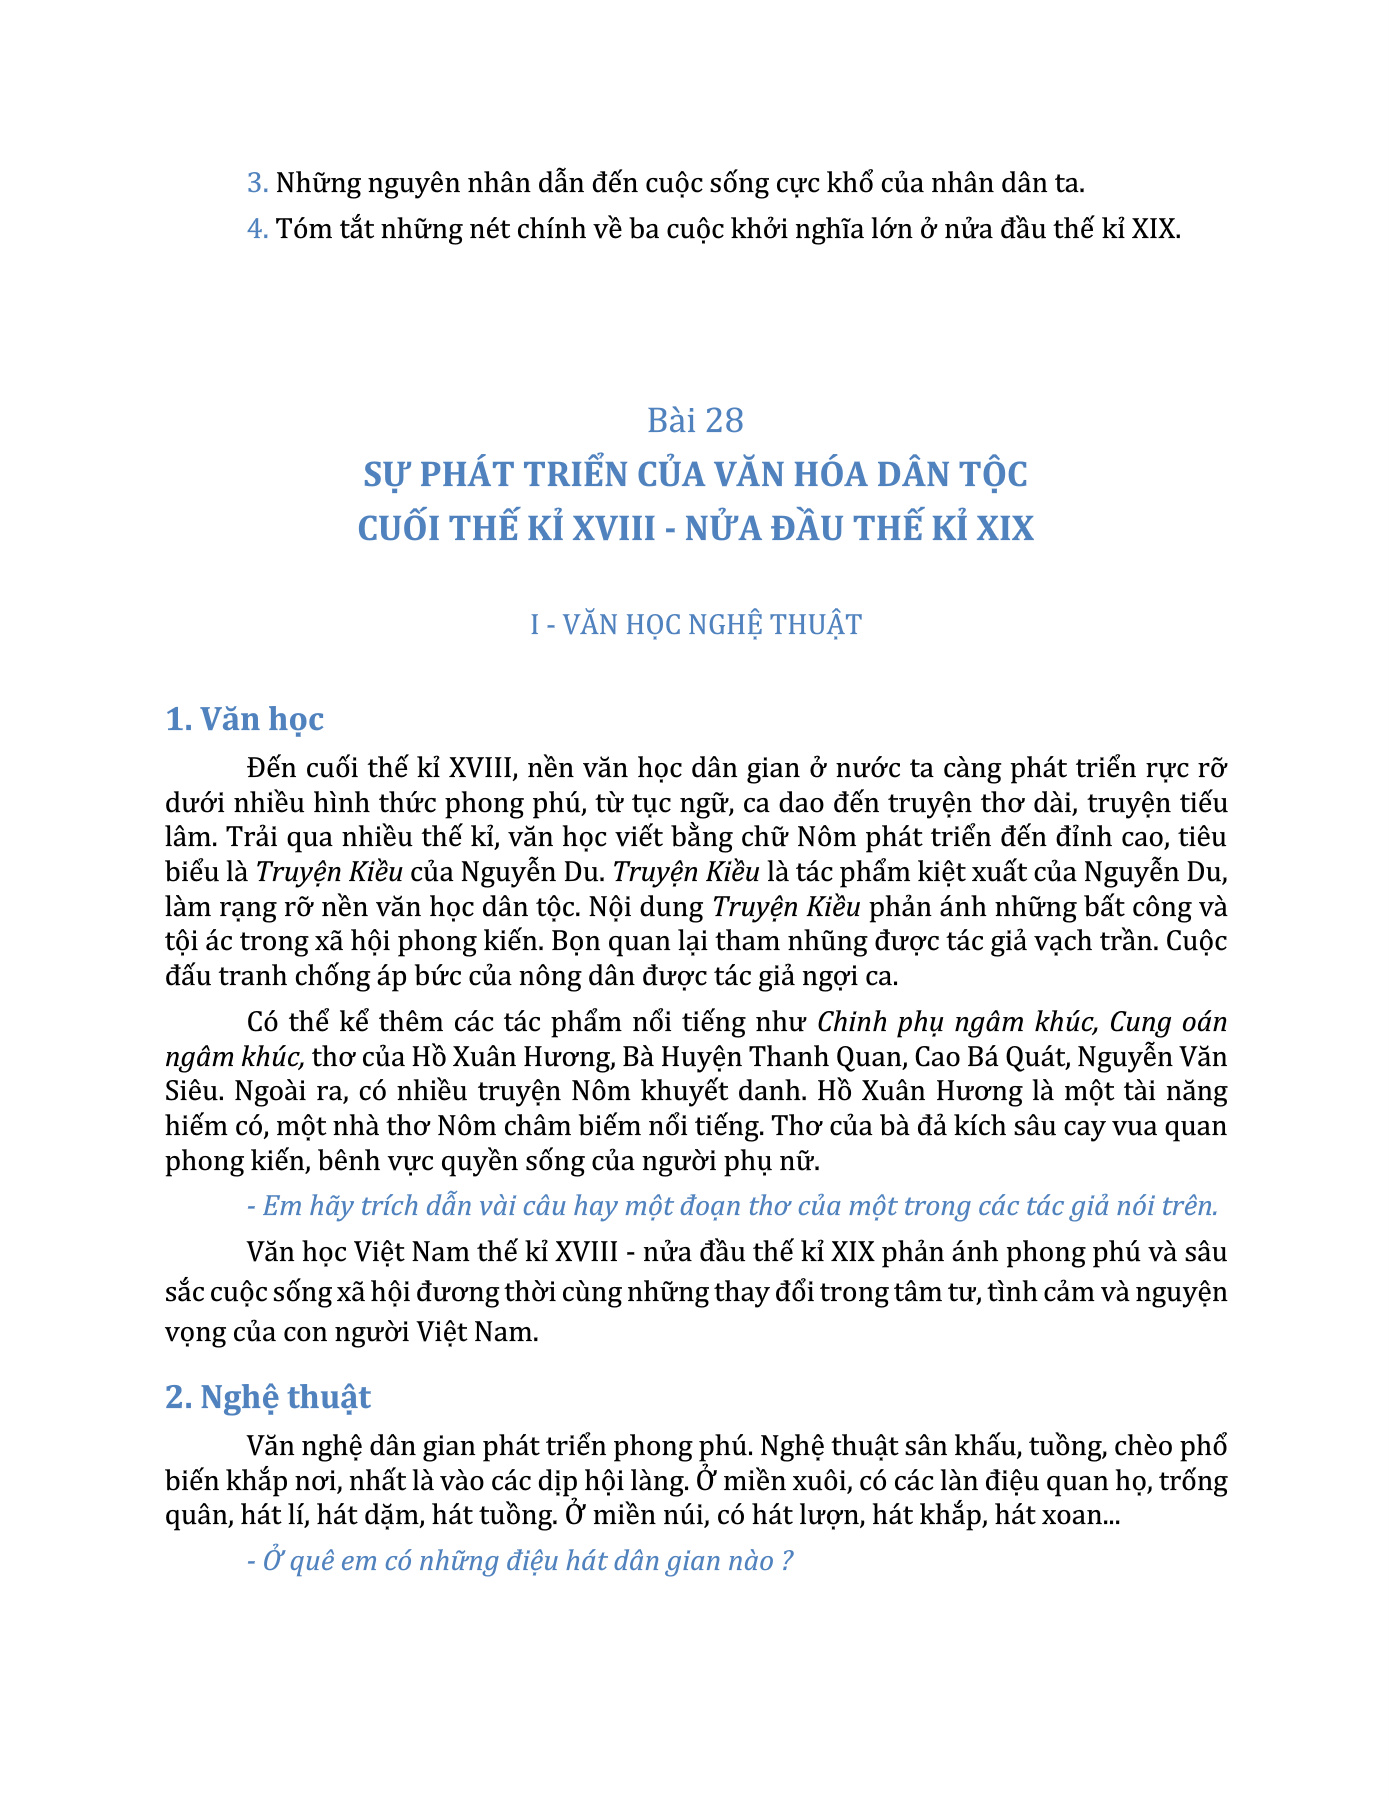 3. Những nguyên nhân dẫn đến cuộc sống cực khổ của nhân dân ta.
4. Tóm tắt những nét chính về ba cuộc khởi nghĩa lớn ở nửa đầu thế kỉ XIX.
Bài 28
SỰ PHÁT TRIỂN CỦA VĂN HÓA DÂN TỘC
CUỐI THẾ KỈ XVIII - NỬA ĐẦU THẾ KỈ XIX
I - VĂN HỌC NGHỆ THUẬT
1. Văn học
Đến cuối thế kỉ XVIII, nền văn học dân gian ở nước ta càng phát triển rực rỡ
dưới nhiều hình thức phong phú, từ tục ngữ, ca dao đến truyện thơ dài, truyện tiếu
lâm. Trải qua nhiều thế kỉ, văn học viết bằng chữ Nôm phát triển đến đỉnh cao, tiêu
biểu là Truyện Kiều của Nguyễn Du. Truyện Kiều là tác phẩm kiệt xuất của Nguyễn Du,
làm rạng rỡ nền văn học dân tộc. Nội dung Truyện Kiều phản ánh những bất công và
tội ác trong xã hội phong kiến. Bọn quan lại tham nhũng được tác giả vạch trần. Cuộc
đấu tranh chống áp bức của nông dân được tác giả ngợi ca.
Có thể kể thêm các tác phẩm nổi tiếng như Chinh phụ ngâm khúc, Cung oán
ngâm khúc, thơ của Hồ Xuân Hương, Bà Huyện Thanh Quan, Cao Bá Quát, Nguyễn Văn
Siêu. Ngoài ra, có nhiều truyện Nôm khuyết danh. Hồ Xuân Hương là một tài năng
hiếm có, một nhà thơ Nôm châm biếm nổi tiếng. Thơ của bà đả kích sâu cay vua quan
phong kiến, bênh vực quyền sống của người phụ nữ.
- Em hãy trích dẫn vài câu hay một đoạn thơ của một trong các tác giả nói trên.
Văn học Việt Nam thế kỉ XVIII - nửa đầu thế kỉ XIX phản ánh phong phú và sâu
sắc cuộc sống xã hội đương thời cùng những thay đổi trong tâm tư, tình cảm và nguyện
vọng của con người Việt Nam.
2. Nghệ thuật
Văn nghệ dân gian phát triển phong phú. Nghệ thuật sân khấu, tuồng, chèo phổ
biến khắp nơi, nhất là vào các dịp hội làng. Ở miền xuôi, có các làn điệu quan họ, trống
quân, hát lí, hát dặm, hát tuồng. Ở miền núi, có hát lượn, hát khắp, hát xoan...
- Ở quê em có những điệu hát dân gian nào ?